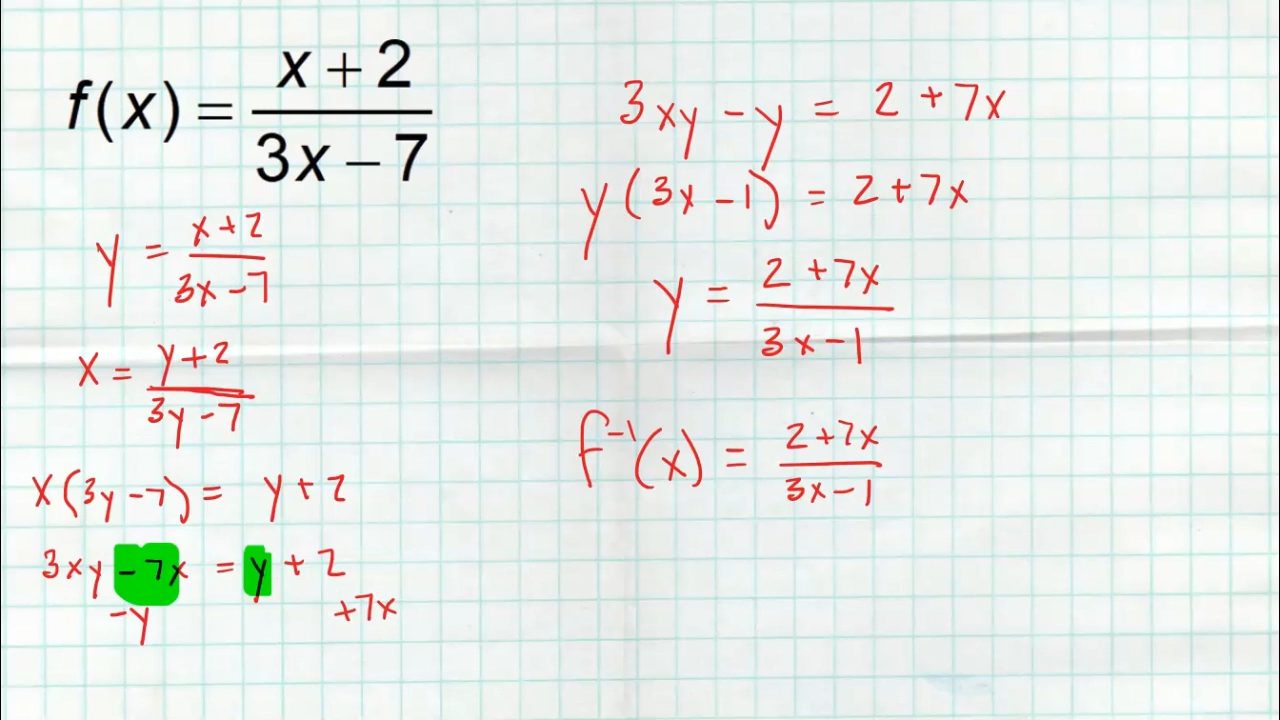 f(x) = (x + 2)/(3x − 7)
y = (x+2)/(3x−7)
x = (y+2)/(3y−7)
x(3y−7) = y+2
3xy −7x = y + 2
−y +7x
3xy − y = 2 + 7x
y(3x −1) = 2+7x
y = (2 +7x)/(3x−1)
f⁻¹(x) = (2+7x)/(3x−1)